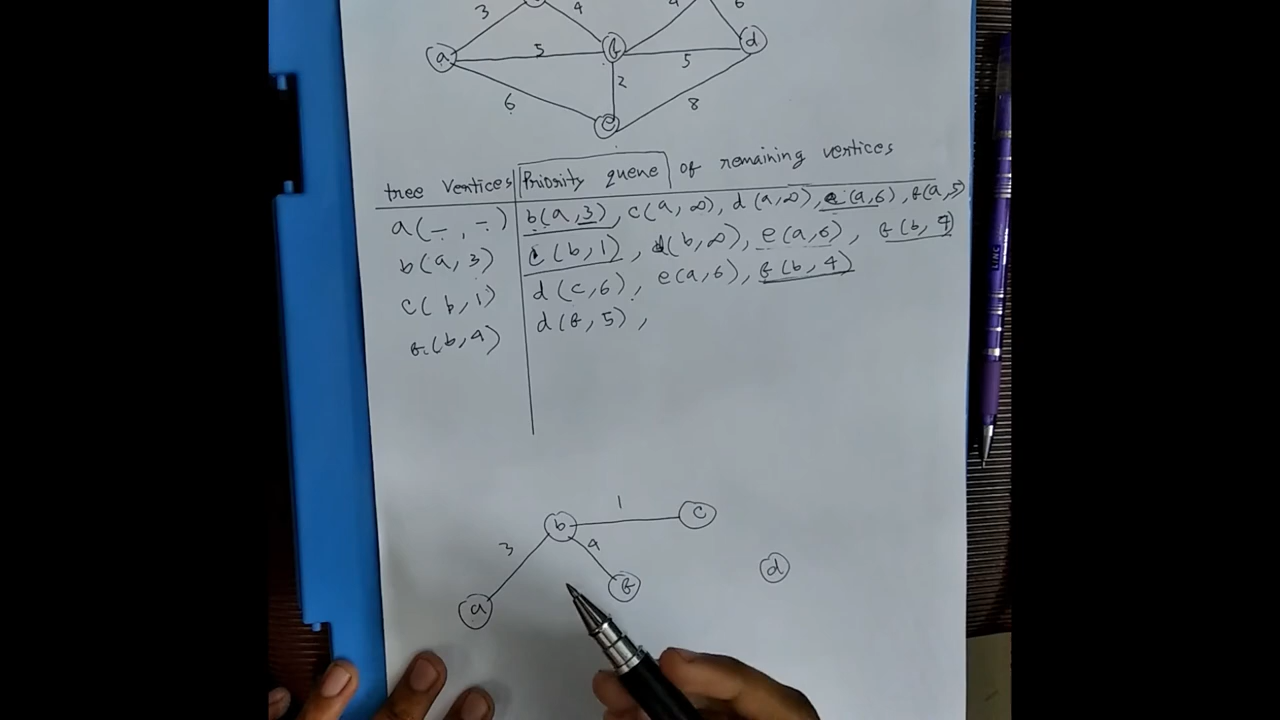 3 4 4 6
a 5 f 5 d
6 2 8
e
tree vertices Priority queue of remaining vertices
a(-, -) b(a,3), c(a,∞), d(a,∞), e(a,6), f(a,5)
b(a,3) c(b,1), d(b,∞), e(a,6), f(b,4)
c(b,1) d(c,6), e(a,6), f(b,4)
f(b,4) d(f,5),
b 1 c
3 4 d
a f
LINC